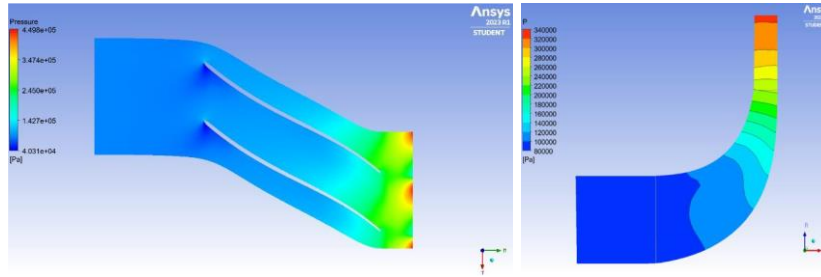 Pressure
4.498e+05
3.474e+05
2.450e+05
1.427e+05
4.031e+04
[Pa]
Ansys
2023 R1
STUDENT
P
340000
320000
300000
280000
260000
240000
220000
200000
180000
160000
140000
120000
100000
80000
[Pa]
Ansys
STUDENT